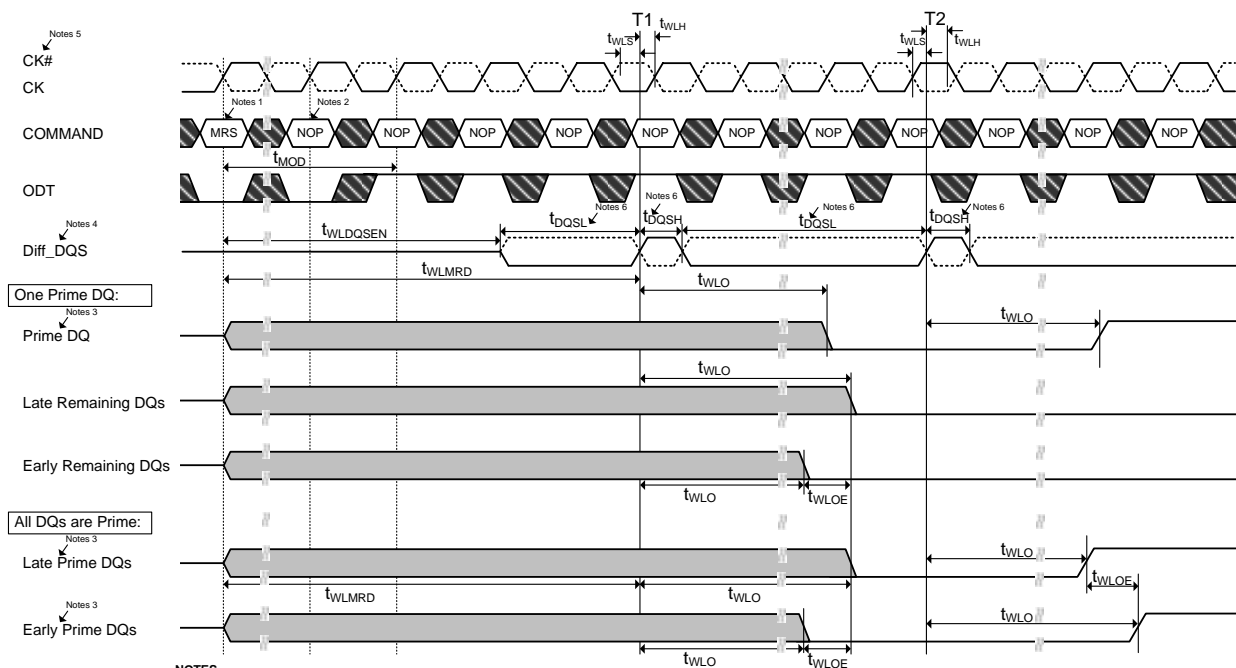 T1 T2
tWLS tWLH tWLS tWLH
Notes 5
CK#
CK
Notes 1 Notes 2
COMMAND MRS NOP NOP NOP NOP NOP NOP NOP NOP NOP NOP NOP
tMOD
ODT
Notes 6 Notes 6 Notes 6 Notes 6
Notes 4
tDQSL tDQSH tDQSL tDQSH
tWLDQSEN
Diff_DQS
tWLMRD
tWLO
One Prime DQ:
Notes 3
tWLO
Prime DQ
tWLO
Late Remaining DQs
Early Remaining DQs
tWLO tWLOE
All DQs are Prime:
Notes 3
tWLO
Late Prime DQs
tWLOE
tWLMRD tWLO
Notes 3
tWLO
Early Prime DQs
tWLO tWLOE
NOTES